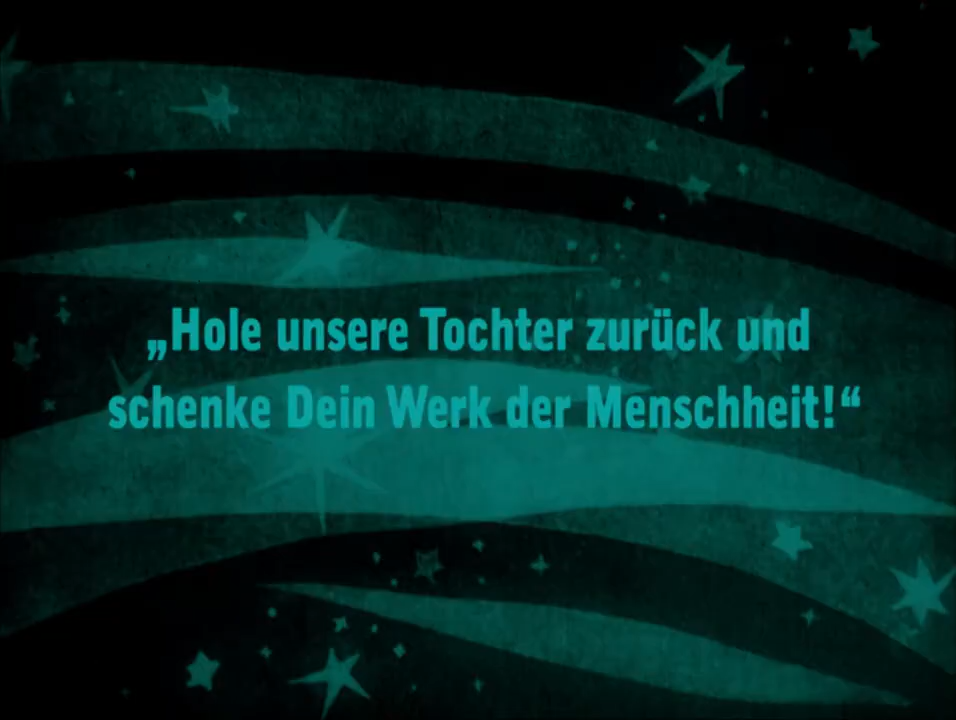 „Hole unsere Tochter zurück und
schenke Dein Werk der Menschheit!“